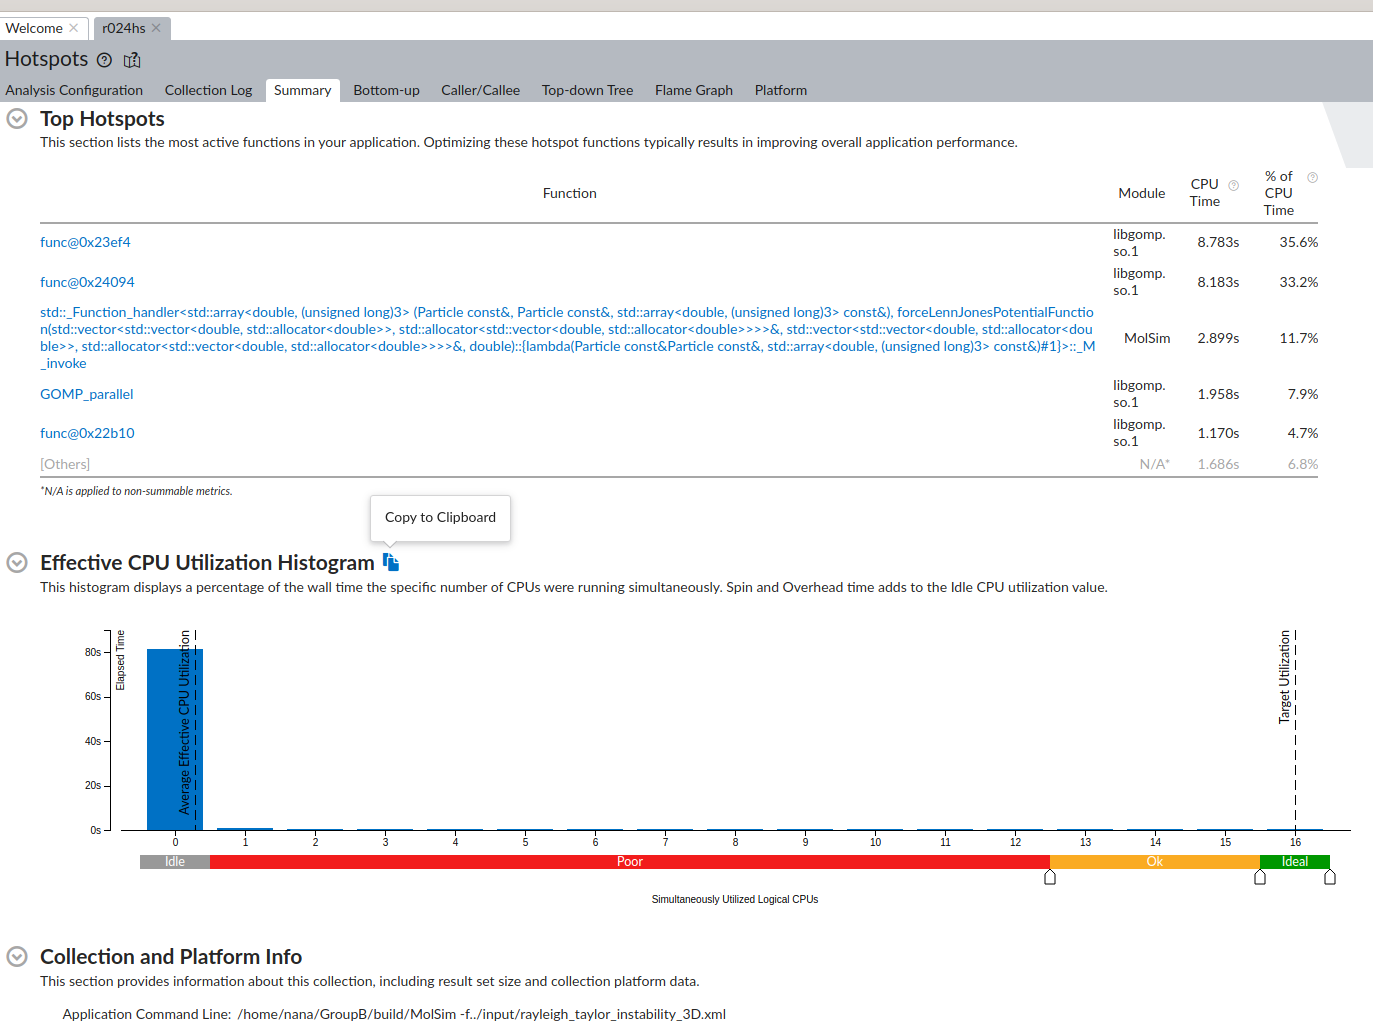 Welcome
r024hs
Hotspots
Analysis Configuration Collection Log Summary Bottom-up Caller/Callee Top-down Tree Flame Graph Platform
Top Hotspots
This section lists the most active functions in your application. Optimizing these hotspot functions typically results in improving overall application performance.
Function Module CPU Time % of CPU Time
func@0x23ef4 libgomp.so.1 8.783s 35.6%
func@0x24094 libgomp.so.1 8.183s 33.2%
std::_Function_handler<std::array<double, (unsigned long)3> (Particle const&, Particle const&, std::array<double, (unsigned long)3> const&), forceLennJonesPotentialFunctio
n(std::vector<std::vector<double, std::allocator<double>>, std::allocator<std::vector<double, std::allocator<double>>>>&, std::vector<std::vector<double, std::allocator<dou
ble>>, std::allocator<std::vector<double, std::allocator<double>>>>&, double)::{lambda(Particle const&Particle const&, std::array<double, (unsigned long)3> const&)#1}>::_M
_invoke
MolSim 2.899s 11.7%
GOMP_parallel libgomp.so.1 1.958s 7.9%
func@0x22b10 libgomp.so.1 1.170s 4.7%
[Others] N/A* 1.686s 6.8%
*N/A is applied to non-summable metrics.
Copy to Clipboard
Effective CPU Utilization Histogram
This histogram displays a percentage of the wall time the specific number of CPUs were running simultaneously. Spin and Overhead time adds to the Idle CPU utilization value.
Elapsed Time
80s
60s
40s
20s
0s
Average Effective CPU Utilization
Target Utilization
0 1 2 3 4 5 6 7 8 9 10 11 12 13 14 15 16
Idle Poor Ok Ideal
Simultaneously Utilized Logical CPUs
Collection and Platform Info
This section provides information about this collection, including result set size and collection platform data.
Application Command Line: /home/nana/GroupB/build/MolSim -f../input/rayleigh_taylor_instability_3D.xml